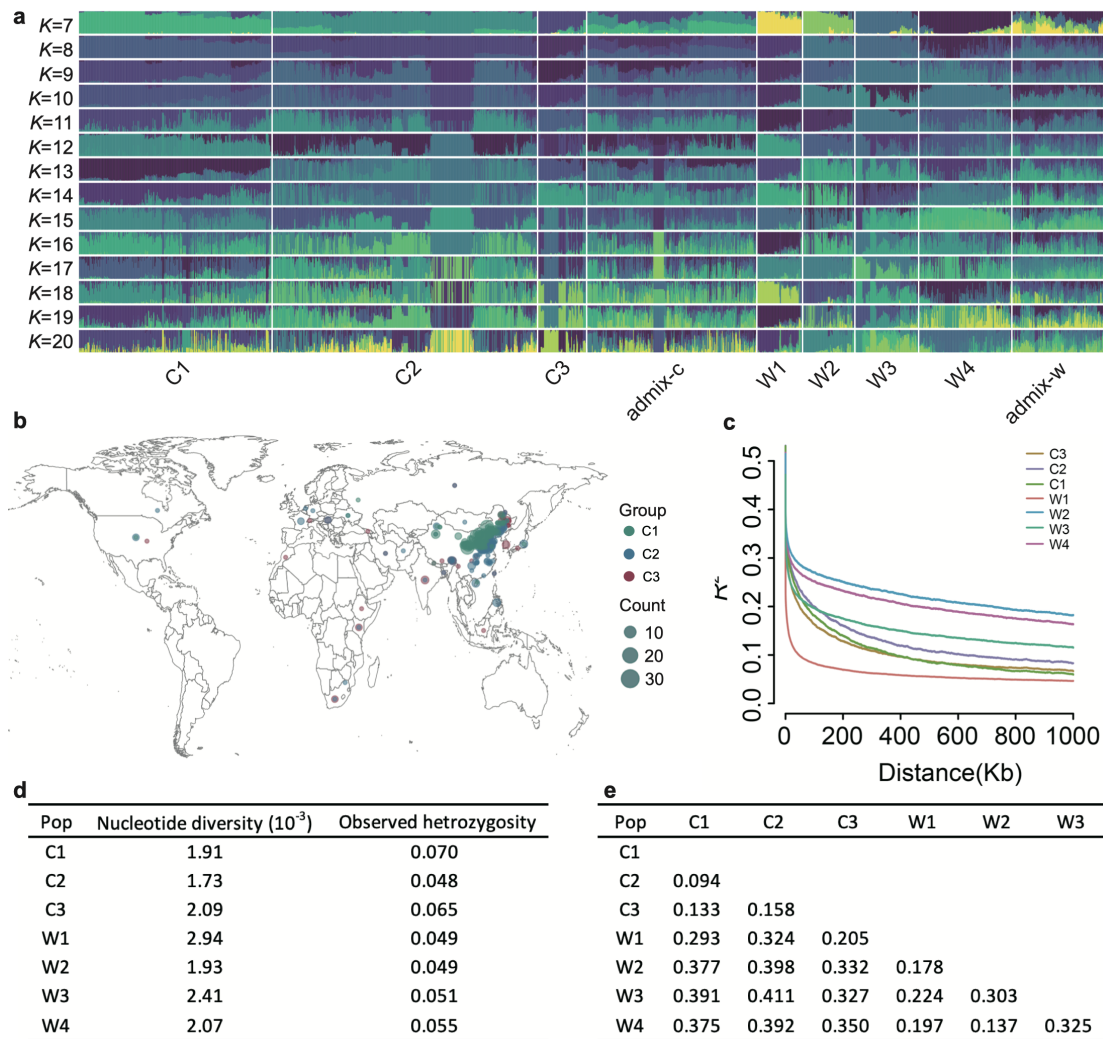 a
K=7
K=8
K=9
K=10
K=11
K=12
K=13
K=14
K=15
K=16
K=17
K=18
K=19
K=20
C1
C2
C3
admix-c
W1
W2
W3
W4
admix-w
b
Group
C1
C2
C3
Count
10
20
30
c
0.5
0.4
0.3
0.2
0.1
0.0
R²
C3
C2
C1
W1
W2
W3
W4
0 200 400 600 800 1000
Distance(Kb)
d
Pop Nucleotide diversity (10⁻³) Observed hetrozygosity
C1 1.91 0.070
C2 1.73 0.048
C3 2.09 0.065
W1 2.94 0.049
W2 1.93 0.049
W3 2.41 0.051
W4 2.07 0.055
e
Pop C1 C2 C3 W1 W2 W3
C1
C2 0.094
C3 0.133 0.158
W1 0.293 0.324 0.205
W2 0.377 0.398 0.332 0.178
W3 0.391 0.411 0.327 0.224 0.303
W4 0.375 0.392 0.350 0.197 0.137 0.325